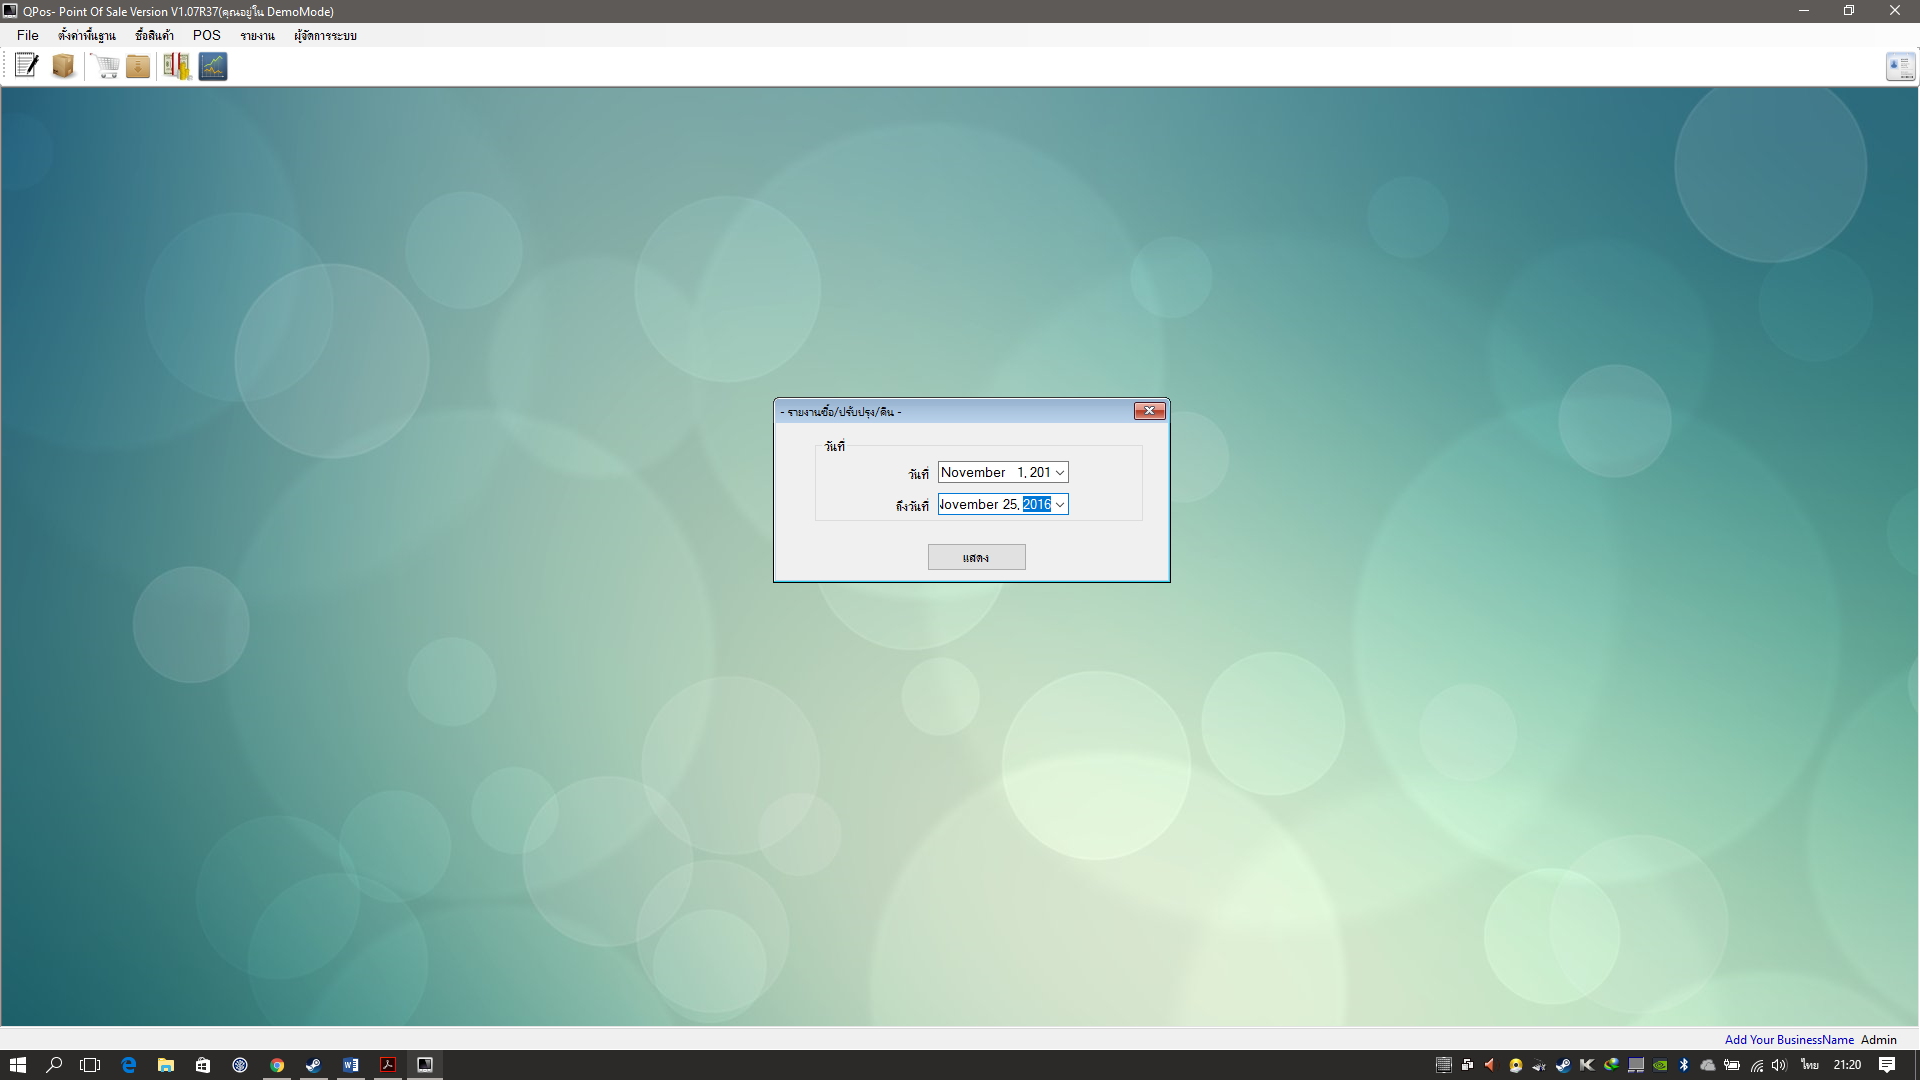 QPos- Point Of Sale Version V1.07R37(คุณอยู่ใน DemoMode)
File ตั้งค่าพื้นฐาน ซื้อสินค้า POS รายงาน ผู้จัดการระบบ
- รายงานซื้อ/ปรับปรุง/คืน -
วันที่
วันที่ November 1, 201
ถึงวันที่ November 25, 2016
แสดง
Add Your BusinessName Admin
ไทย 21:20